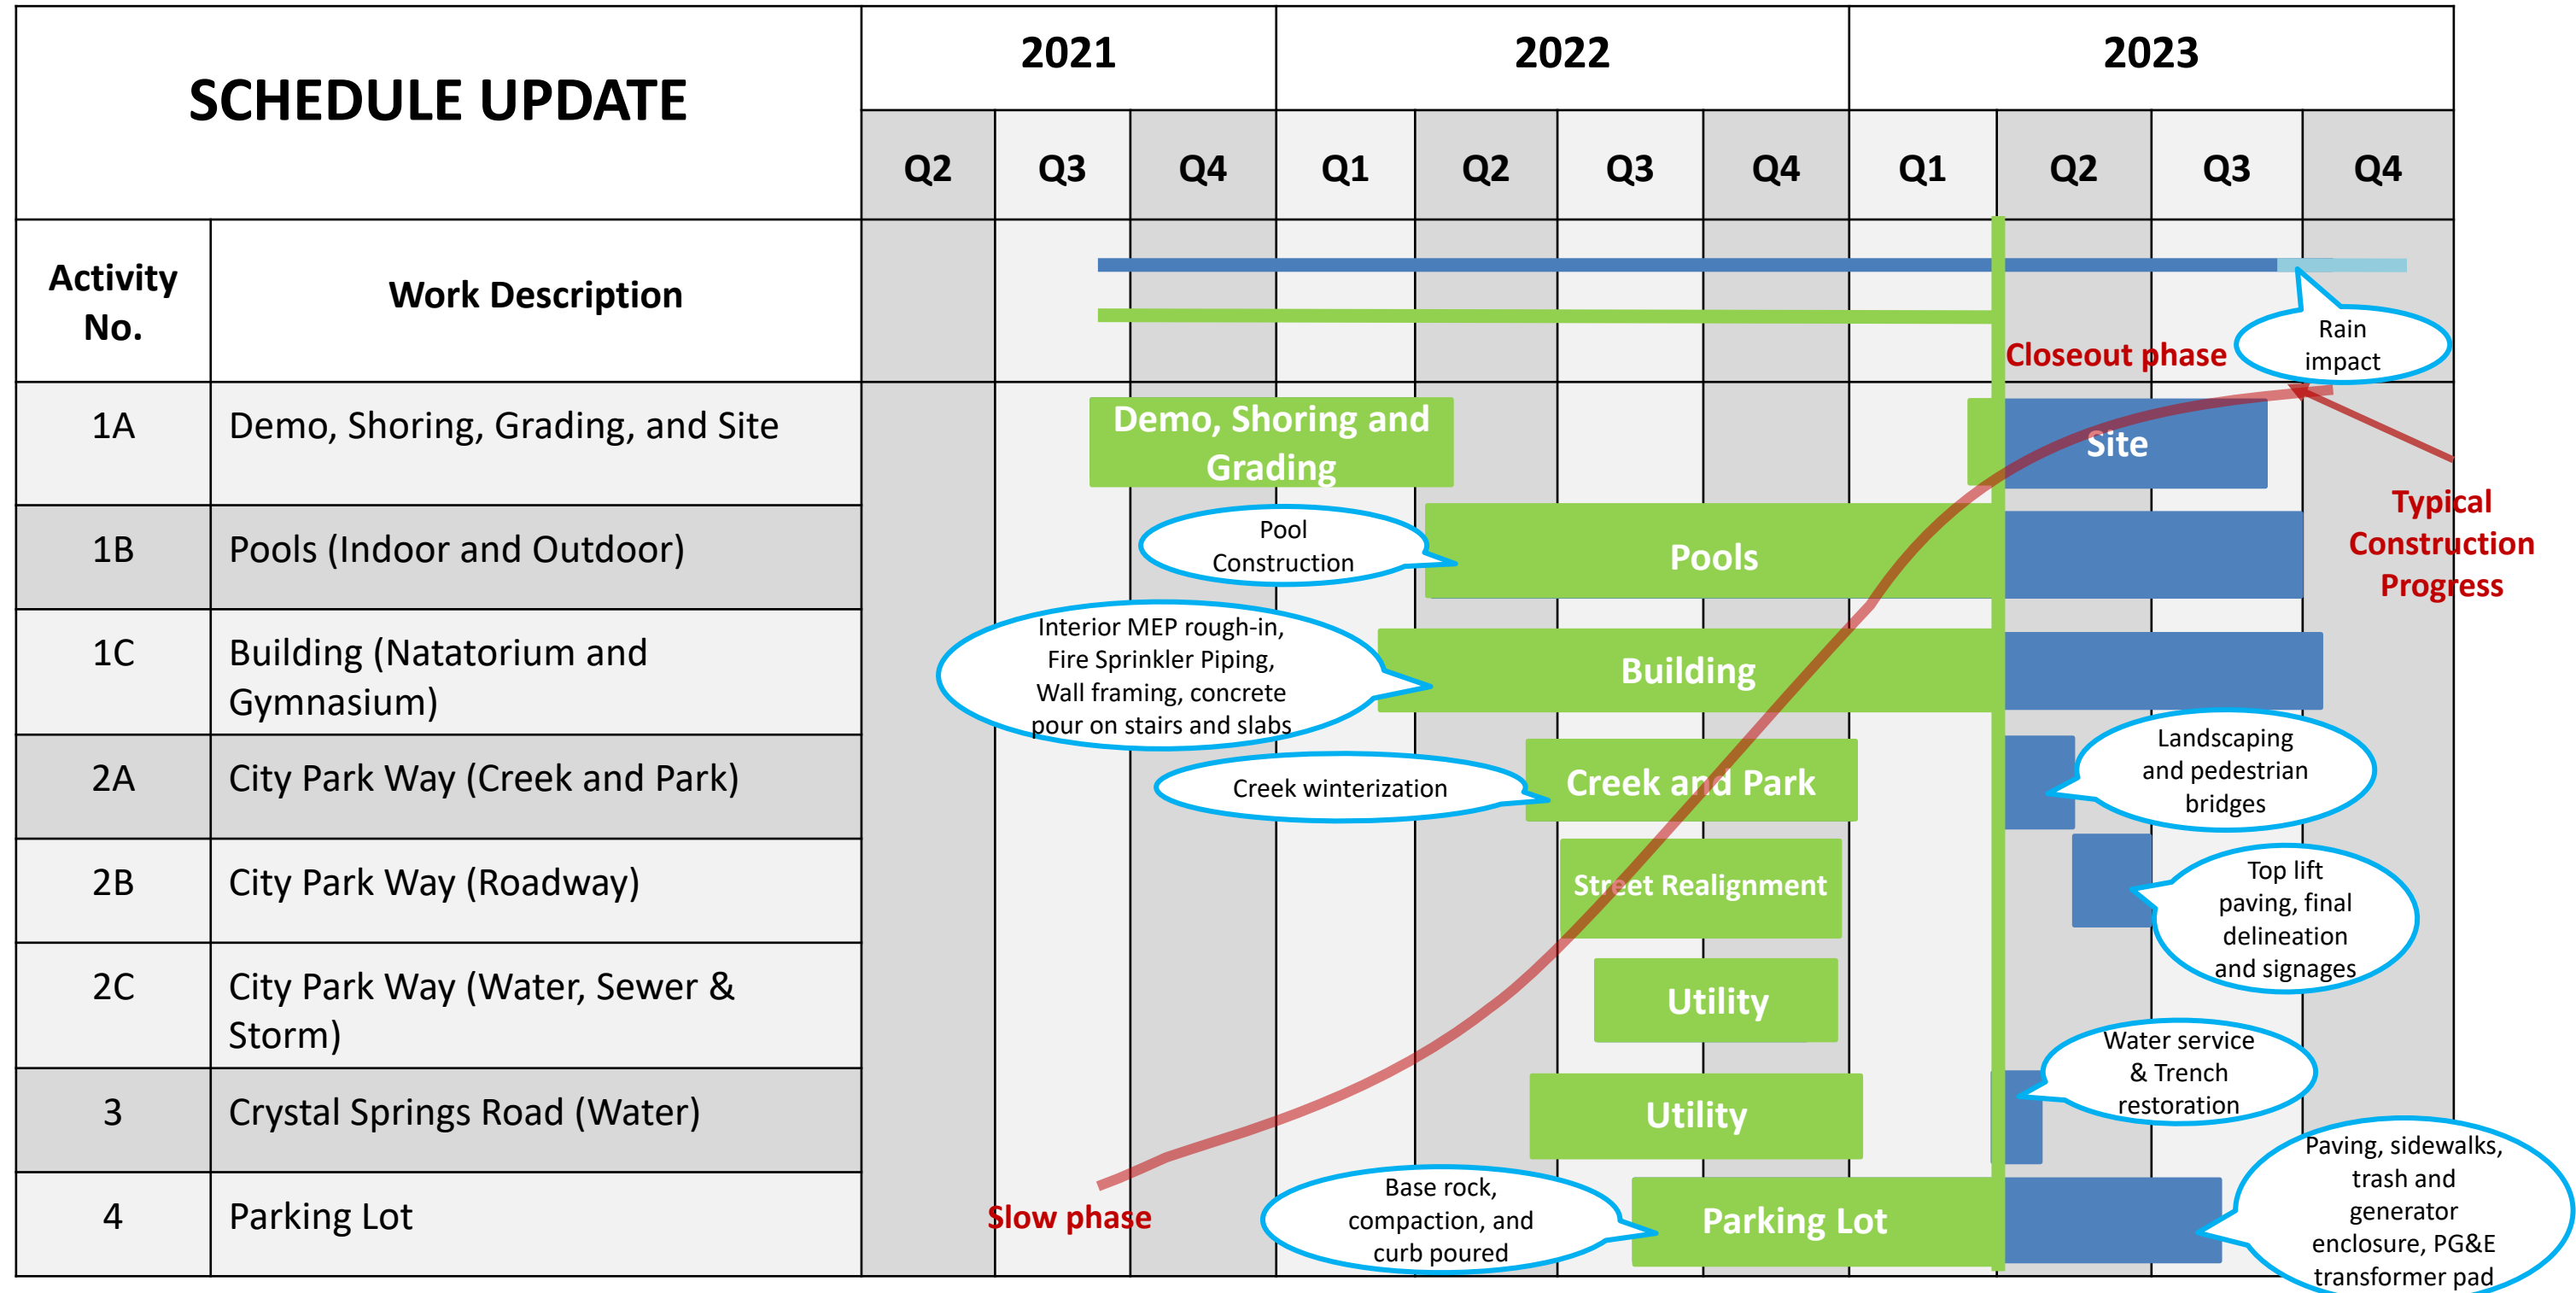 SCHEDULE UPDATE
2021
2022
2023
Q2
Q3
Q4
Q1
Q2
Q3
Q4
Q1
Q2
Q3
Q4
Activity
No.
Work Description
Rain
impact
Closeout phase
1A
Demo, Shoring, Grading, and Site
Demo, Shoring and
Grading
Site
Typical
Construction
Progress
1B
Pools (Indoor and Outdoor)
Pool
Construction
Pools
1C
Building (Natatorium and
Gymnasium)
Interior MEP rough-in,
Fire Sprinkler Piping,
Wall framing, concrete
pour on stairs and slabs
Building
2A
City Park Way (Creek and Park)
Creek winterization
Creek and Park
Landscaping
and pedestrian
bridges
2B
City Park Way (Roadway)
Street Realignment
Top lift
paving, final
delineation
and signages
2C
City Park Way (Water, Sewer &
Storm)
Utility
3
Crystal Springs Road (Water)
Utility
Water service
& Trench
restoration
4
Parking Lot
Slow phase
Base rock,
compaction, and
curb poured
Parking Lot
Paving, sidewalks,
trash and
generator
enclosure, PG&E
transformer pad